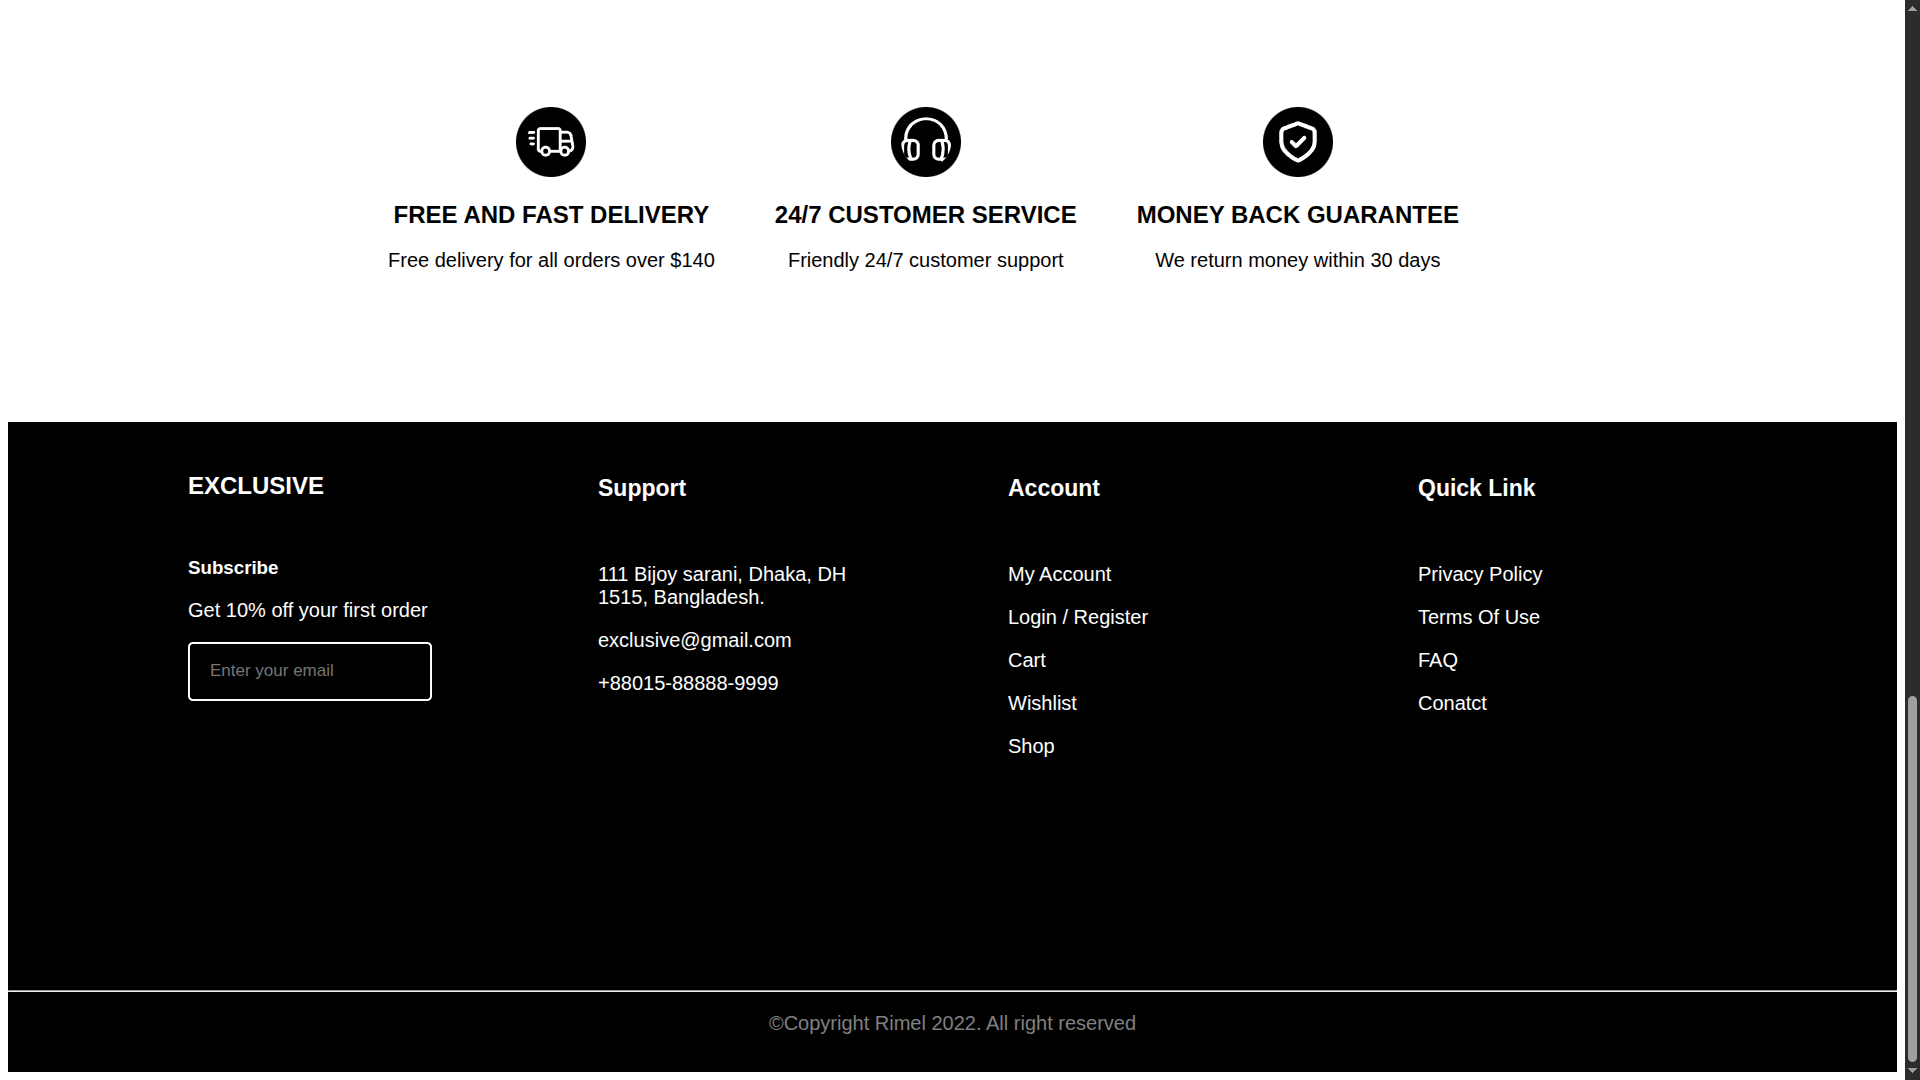 FREE AND FAST DELIVERY
Free delivery for all orders over $140
24/7 CUSTOMER SERVICE
Friendly 24/7 customer support
MONEY BACK GUARANTEE
We return money within 30 days
EXCLUSIVE
Subscribe
Get 10% off your first order
Enter your email
Support
111 Bijoy sarani, Dhaka, DH
1515, Bangladesh.
exclusive@gmail.com
+88015-88888-9999
Account
My Account
Login / Register
Cart
Wishlist
Shop
Quick Link
Privacy Policy
Terms Of Use
FAQ
Conatct
©Copyright Rimel 2022. All right reserved